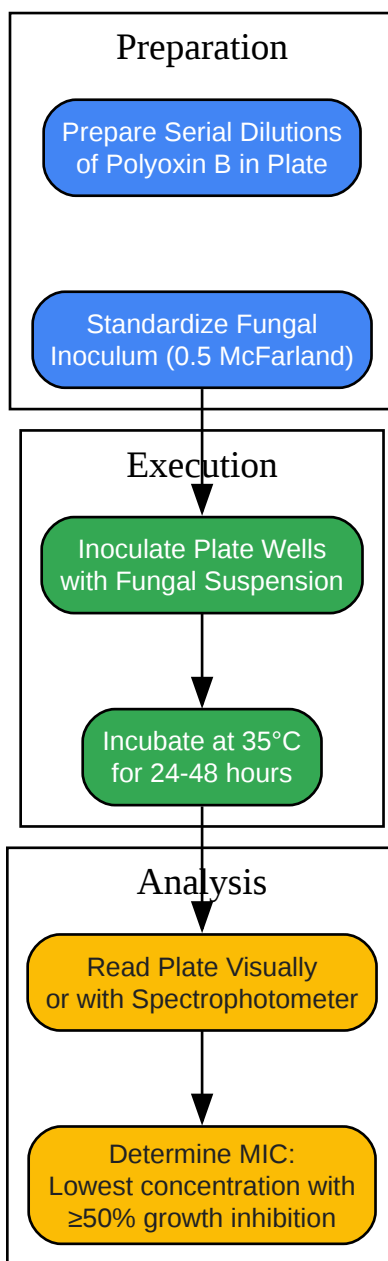 Preparation
Prepare Serial Dilutions
of Polyoxin B in Plate
Standardize Fungal
Inoculum (0.5 McFarland)
Execution
Inoculate Plate Wells
with Fungal Suspension
Incubate at 35°C
for 24-48 hours
Analysis
Read Plate Visually
or with Spectrophotometer
Determine MIC:
Lowest concentration with
≥50% growth inhibition